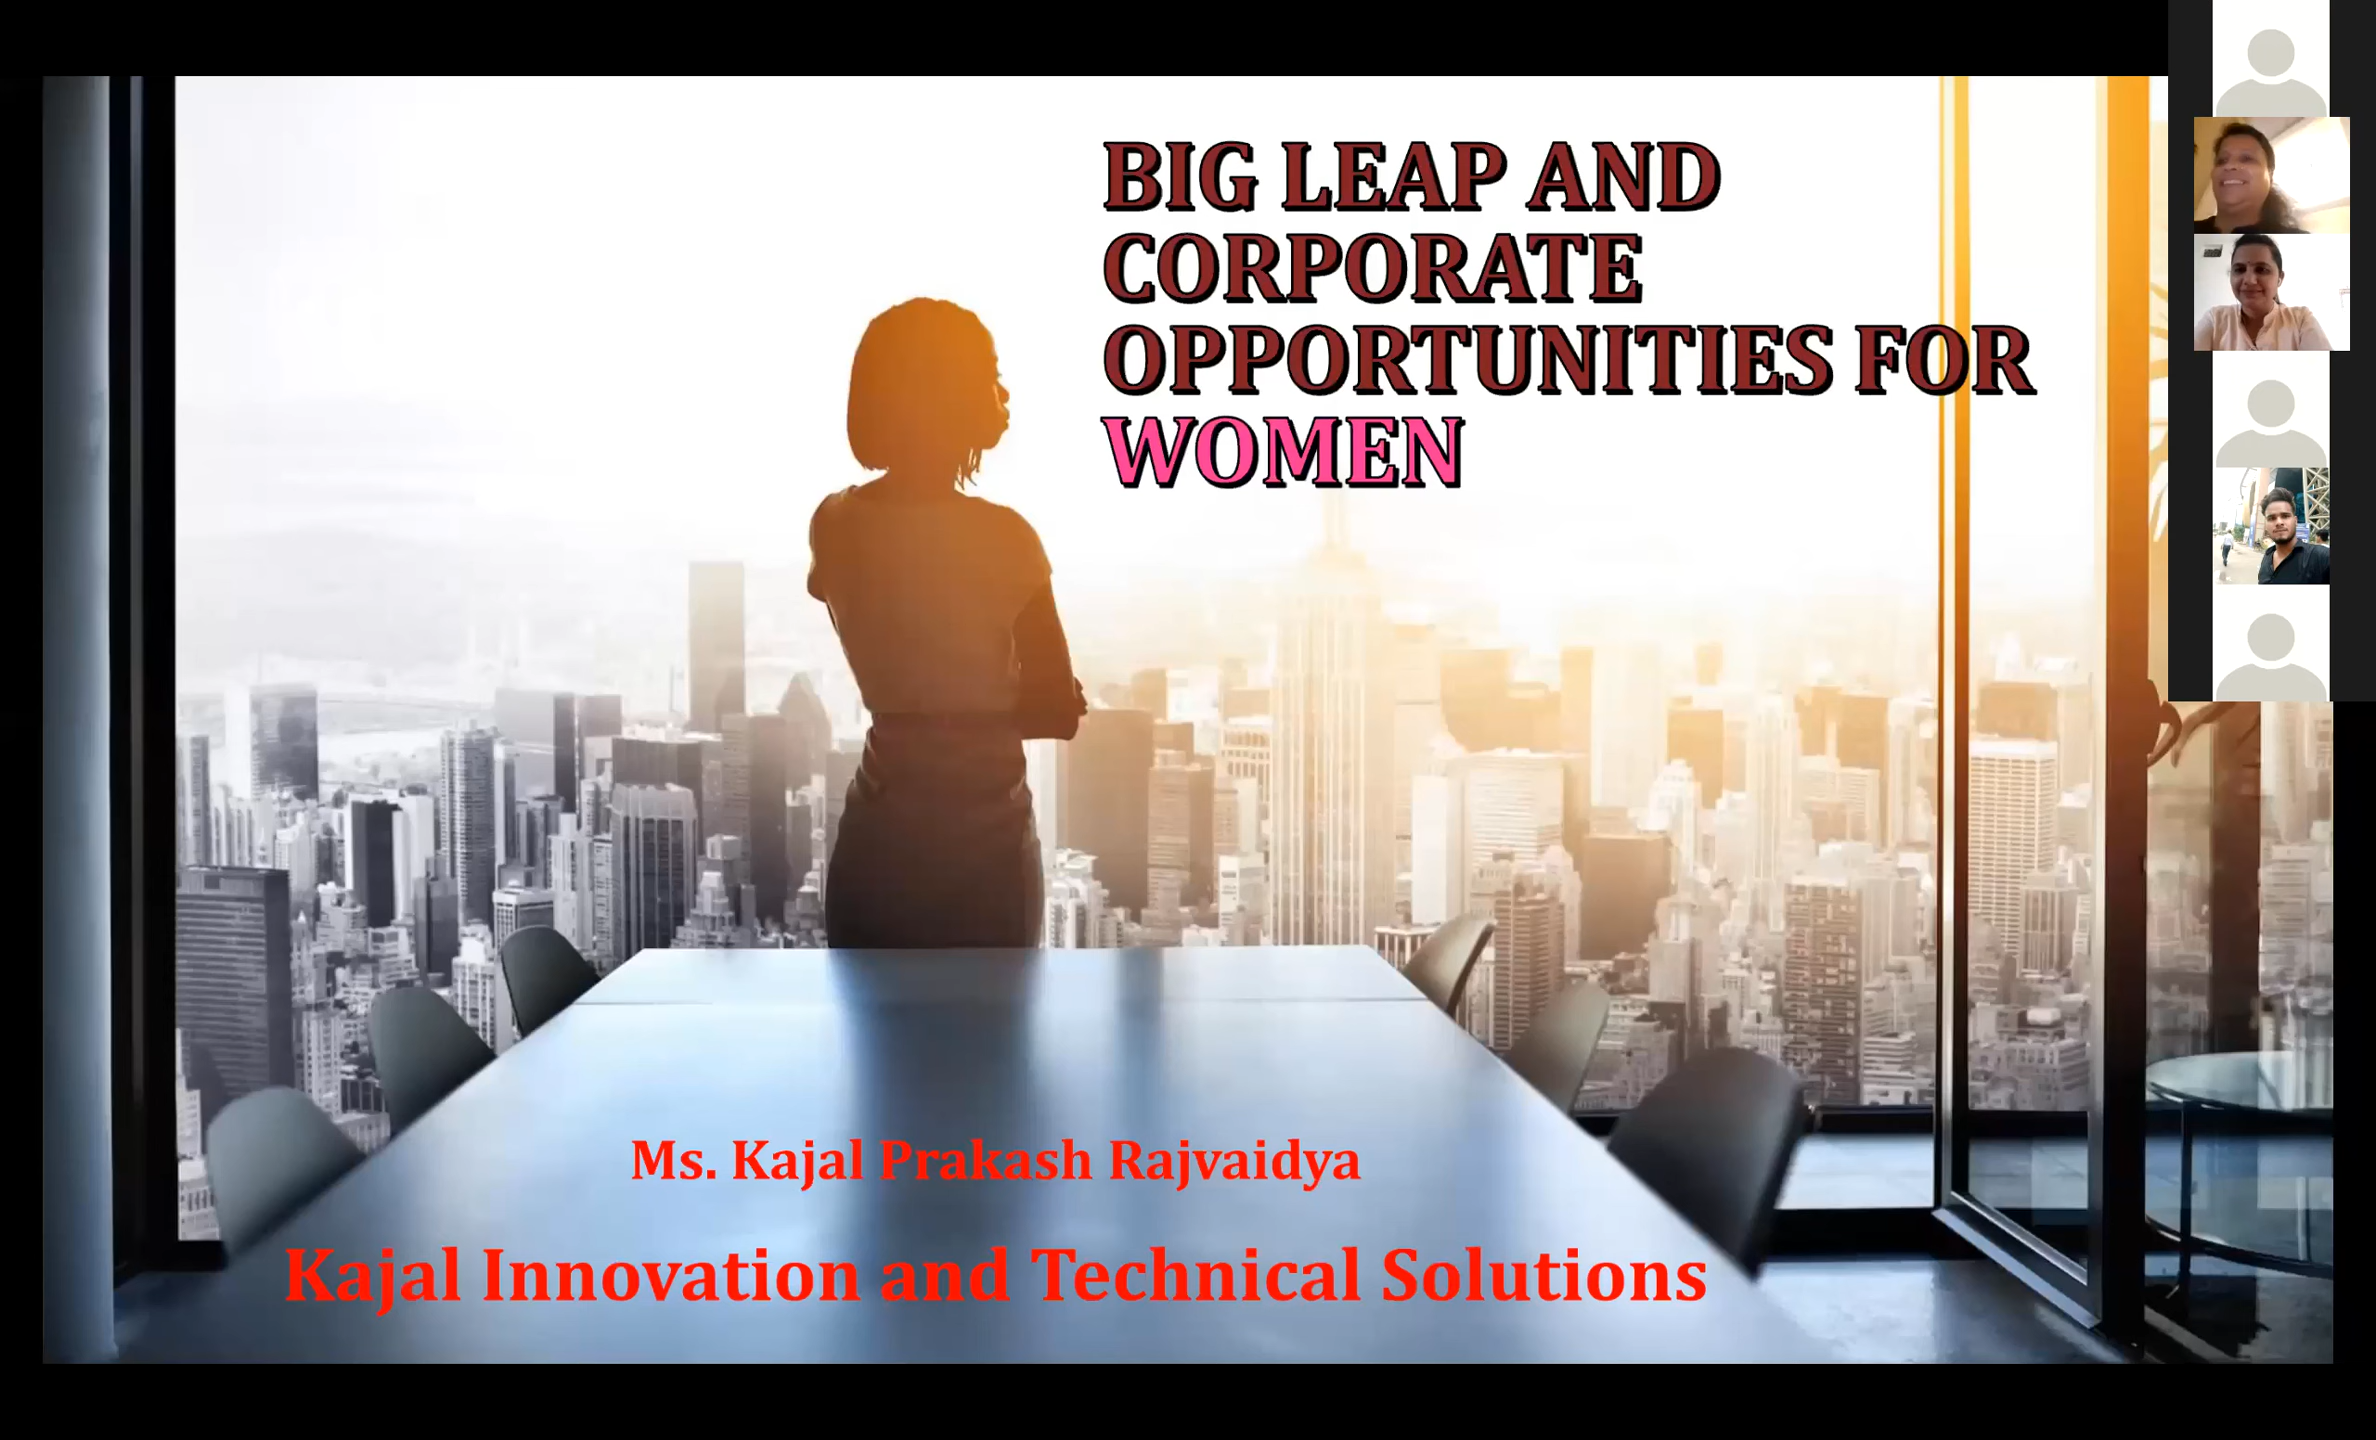 BIG LEAP AND
CORPORATE
OPPORTUNITIES FOR
WOMEN
Ms. Kajal Prakash Rajvaidya
Kajal Innovation and Technical Solutions